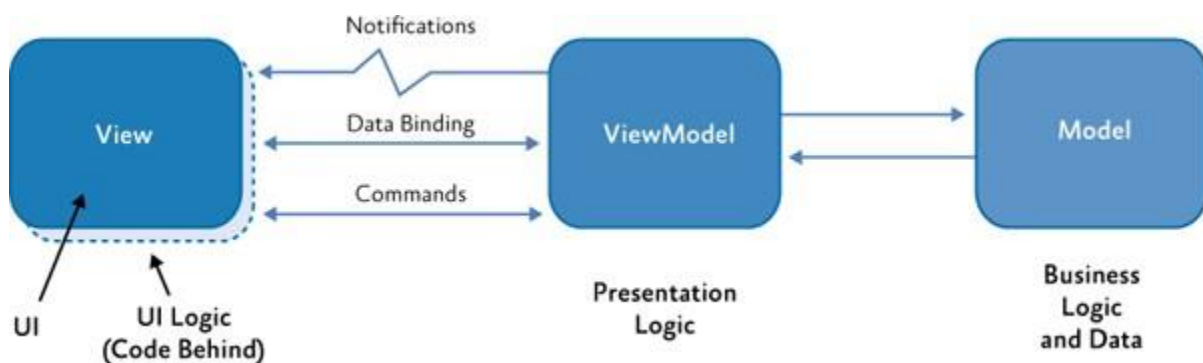 Notifications
View
Data Binding
ViewModel
Model
Commands
UI
UI Logic
(Code Behind)
Presentation
Logic
Business
Logic
and Data